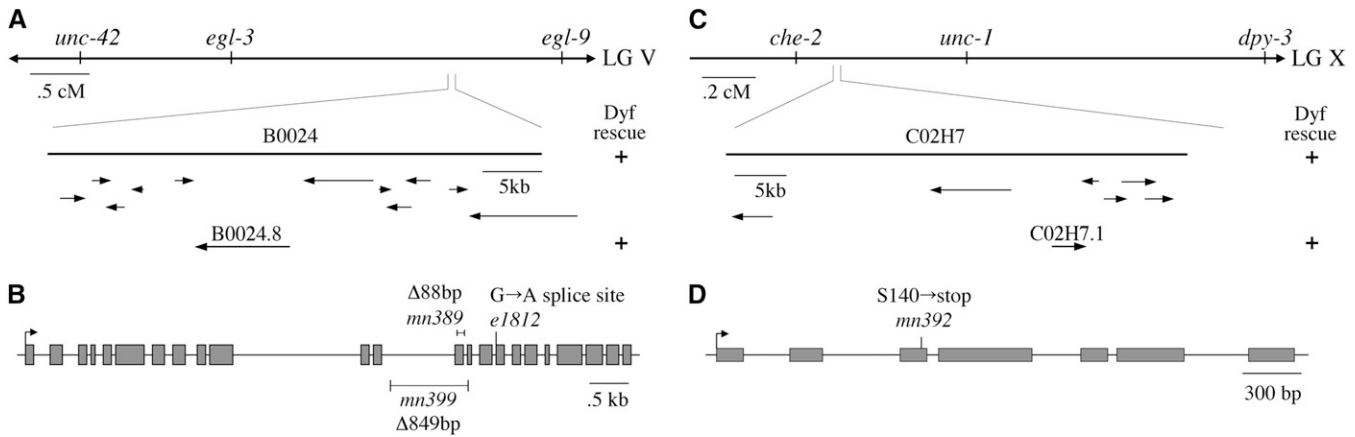 A
unc-42 egl-3 egl-9
LG V
.5 cM
Dyf
rescue
B0024
+
5kb
B0024.8
+
B
Δ88bp
mn389
G→A splice site
e1812
mn399
Δ849bp
.5 kb
C
che-2 unc-1 dpy-3
LG X
.2 cM
Dyf
rescue
C02H7
+
5kb
C02H7.1
+
D
S140→stop
mn392
300 bp